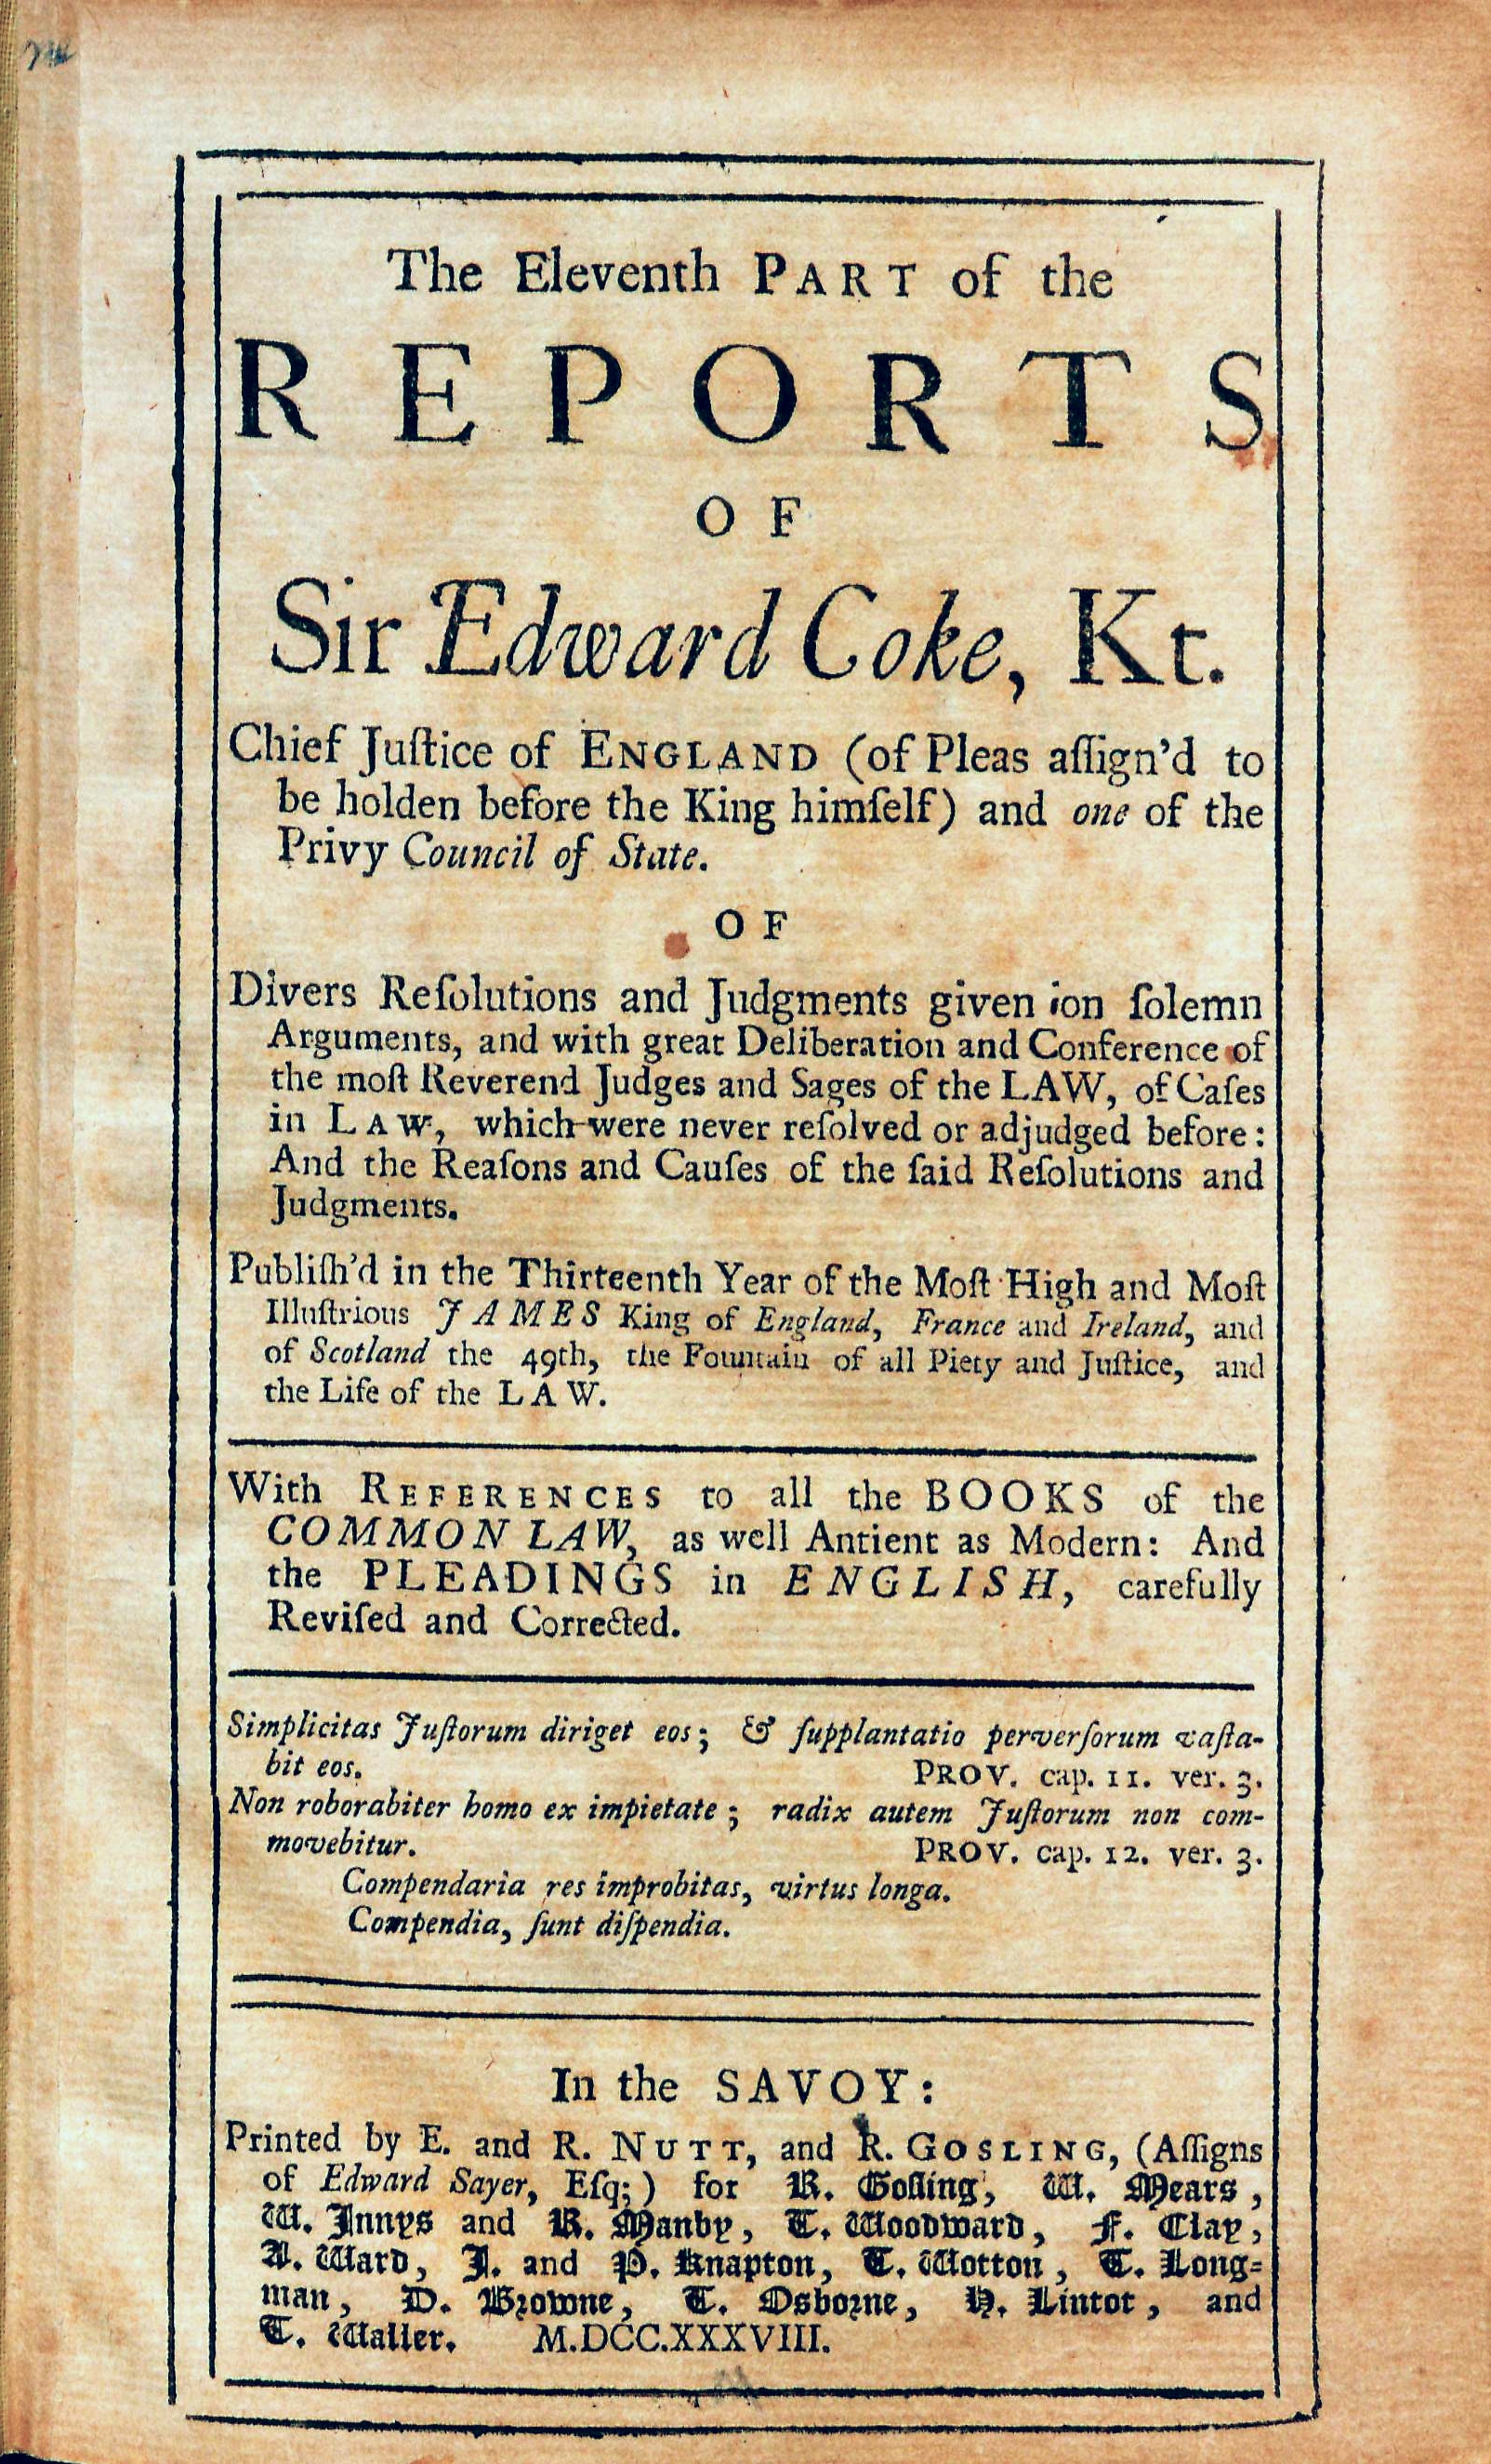 The Eleventh PART of the
REPORTS
OF
Sir Edward Coke, Kt.
Chief Juſtice of ENGLAND (of Pleas aſſign'd to
be holden before the King himſelf) and one of the
Privy Council of State.
OF
Divers Reſolutions and Judgments given ion ſolemn
Arguments, and with great Deliberation and Conference of
the moſt Reverend Judges and Sages of the LAW, of Caſes
in LAW, which were never reſolved or adjudged before:
And the Reaſons and Cauſes of the ſaid Reſolutions and
Judgments.
Publiſh'd in the Thirteenth Year of the Moſt High and Moſt
Illuſtrious JAMES King of England, France and Ireland, and
of Scotland the 49th, the Fountain of all Piety and Juſtice, and
the Life of the LAW.
With REFERENCES to all the BOOKS of the
COMMON LAW, as well Antient as Modern: And
the PLEADINGS in ENGLISH, carefully
Reviſed and Corrected.
Simplicitas Juſtorum diriget eos; & ſupplantatio perverſorum vaſta-
bit eos. PROV. cap. 11. ver. 3.
Non roborabiter homo ex impietate; radix autem Juſtorum non com-
movebitur. PROV. cap. 12. ver. 3.
Compendaria res improbitas, virtus longa.
Compendia, ſunt diſpendia.
In the SAVOY:
Printed by E. and R. NUTT, and R. GOSLING, (Aſſigns
of Edward Sayer, Eſq;) for R. Goſling, W. Mears,
W. Innys and R. Manby, T. Woodward, F. Clay,
A. Ward, J. and P. Knapton, T. Wotton, T. Long-
man, D. Browne, T. Osborne, H. Lintot, and
T. Waller. M.DCC.XXXVIII.